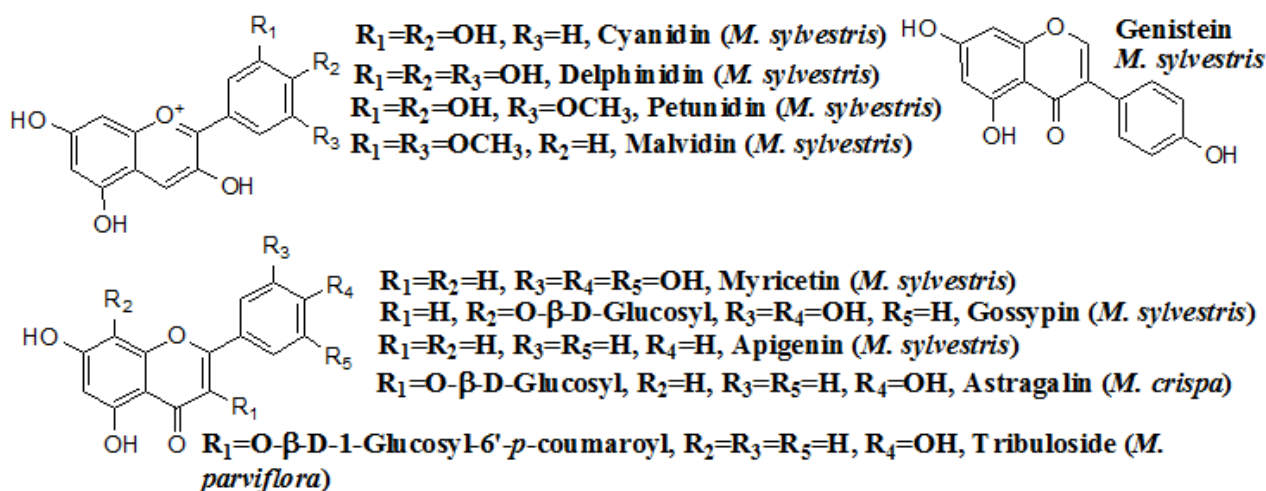 R₁=R₂=OH, R₃=H, Cyanidin (M. sylvestris)
R₁=R₂=R₃=OH, Delphinidin (M. sylvestris)
R₁=R₂=OH, R₃=OCH₃, Petunidin (M. sylvestris)
R₁=R₃=OCH₃, R₂=H, Malvidin (M. sylvestris)
R₁
R₂
R₃
HO
O⁺
OH
OH
Genistein
M. sylvestris
HO
O
OH
O
OH
R₃
R₄
R₂
HO
O
R₅
R₁
OH
O
R₁=R₂=H, R₃=R₄=R₅=OH, Myricetin (M. sylvestris)
R₁=H, R₂=O-β-D-Glucosyl, R₃=R₄=OH, R₅=H, Gossypin (M. sylvestris)
R₁=R₂=H, R₃=R₅=H, R₄=H, Apigenin (M. sylvestris)
R₁=O-β-D-Glucosyl, R₂=H, R₃=R₅=H, R₄=OH, Astragalin (M. crispa)
R₁=O-β-D-1-Glucosyl-6'-p-coumaroyl, R₂=R₃=R₅=H, R₄=OH, Tribuloside (M.
parviflora)